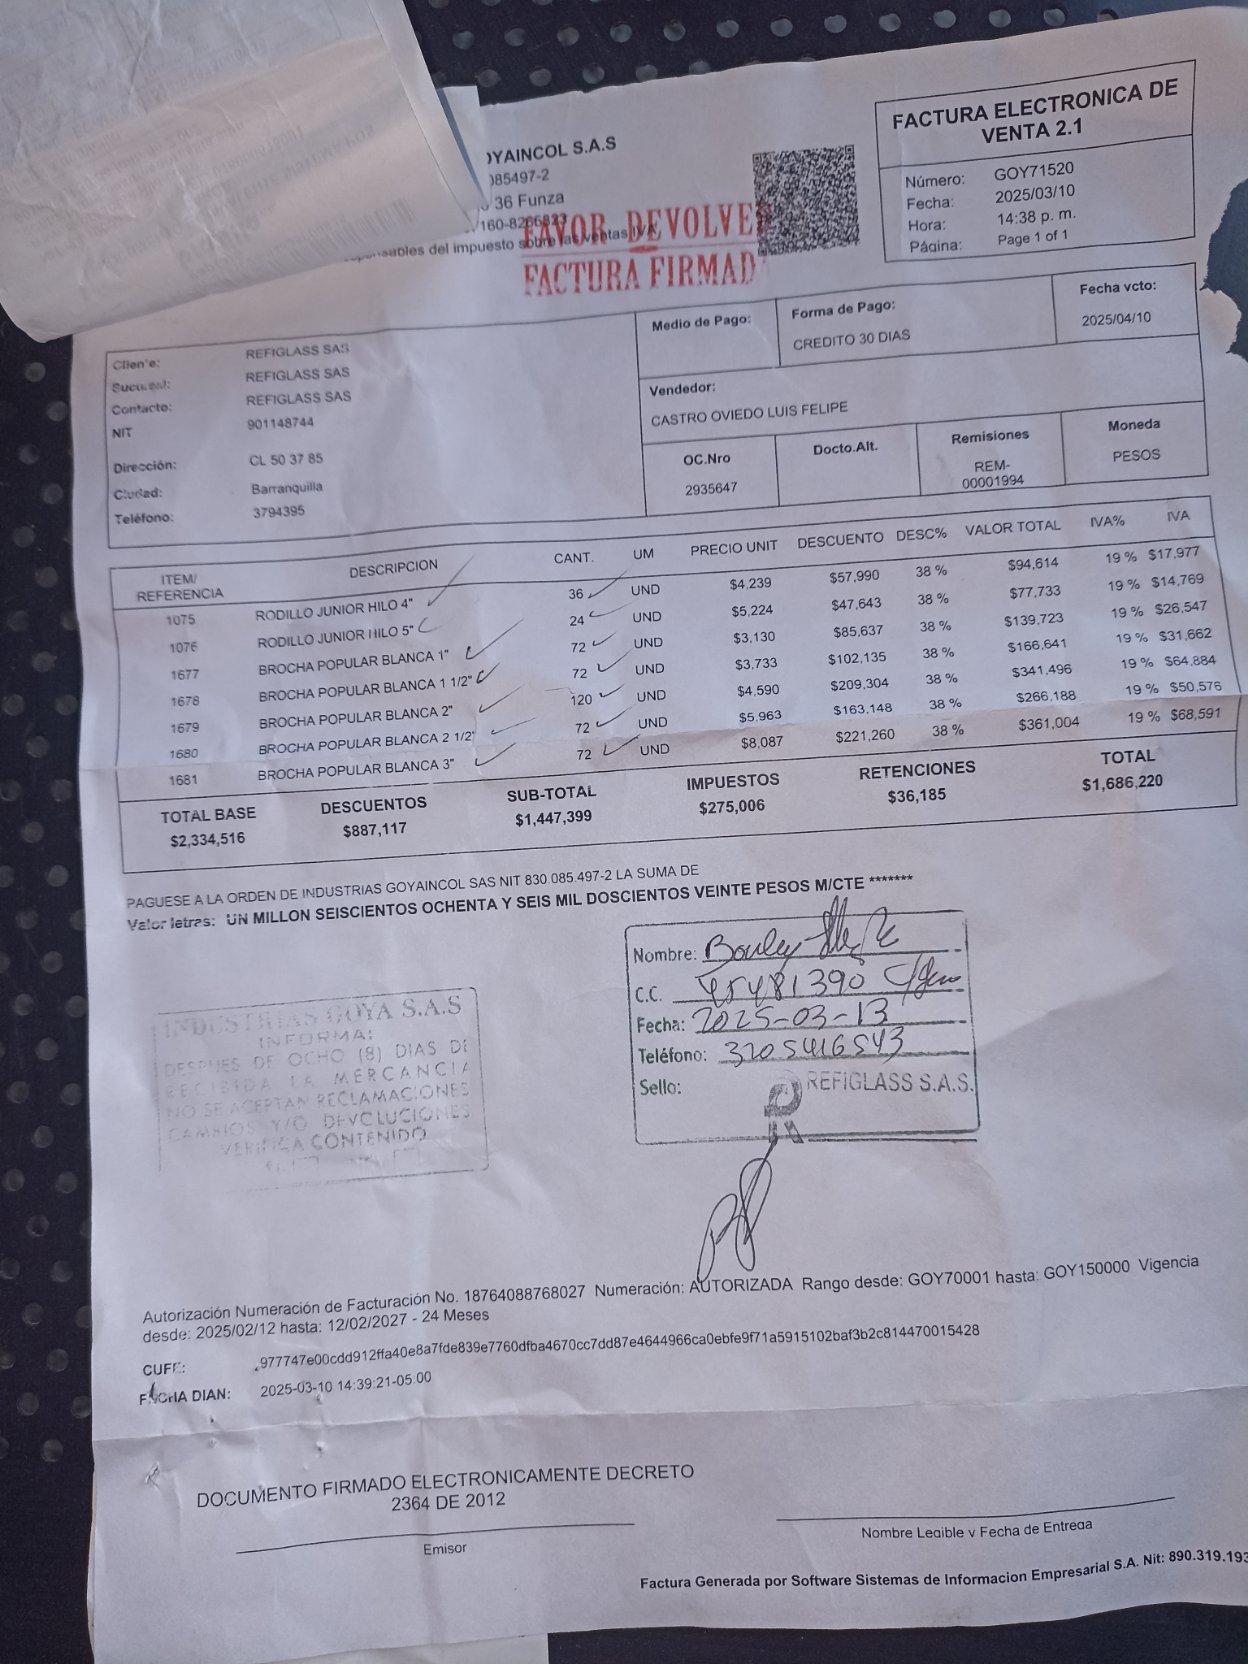 FACTURA ELECTRONICA DE
VENTA 2.1
Número: GOY71520
Fecha: 2025/03/10
Hora: 14:38 p. m.
Página: Page 1 of 1
OYAINCOL S.A.S
085497-2
36 Funza
160-8266823
del impuesto sobre las ventas IVA
FAVOR DEVOLVER
FACTURA FIRMADA
Cliente: REFIGLASS SAS
Sucursal: REFIGLASS SAS
Contacto: REFIGLASS SAS
NIT 901148744
Dirección: CL 50 37 85
Ciudad: Barranquilla
Teléfono: 3794395
Medio de Pago:
Forma de Pago:
CREDITO 30 DIAS
Fecha vcto:
2025/04/10
Vendedor:
CASTRO OVIEDO LUIS FELIPE
OC.Nro
2935647
Docto.Alt.
Remisiones
REM-
00001994
Moneda
PESOS
ITEM/
REFERENCIA DESCRIPCION CANT. UM PRECIO UNIT DESCUENTO DESC% VALOR TOTAL IVA% IVA
1075 RODILLO JUNIOR HILO 4" 36 UND $4,239 $57,990 38 % $94,614 19 % $17,977
1076 RODILLO JUNIOR HILO 5" 24 UND $5,224 $47,643 38 % $77,733 19 % $14,769
1677 BROCHA POPULAR BLANCA 1" 72 UND $3,130 $85,637 38 % $139,723 19 % $26,547
1678 BROCHA POPULAR BLANCA 1 1/2" 72 UND $3,733 $102,135 38 % $166,641 19 % $31,662
1679 BROCHA POPULAR BLANCA 2" 120 UND $4,590 $209,304 38 % $341,496 19 % $64,884
1680 BROCHA POPULAR BLANCA 2 1/2" 72 UND $5,963 $163,148 38 % $266,188 19 % $50,576
1681 BROCHA POPULAR BLANCA 3" 72 UND $8,087 $221,260 38 % $361,004 19 % $68,591
TOTAL BASE DESCUENTOS SUB-TOTAL IMPUESTOS RETENCIONES TOTAL
$2,334,516 $887,117 $1,447,399 $275,006 $36,185 $1,686,220
PAGUESE A LA ORDEN DE INDUSTRIAS GOYAINCOL SAS NIT 830.085.497-2 LA SUMA DE
Valor letras: UN MILLON SEISCIENTOS OCHENTA Y SEIS MIL DOSCIENTOS VEINTE PESOS M/CTE *******
INDUSTRIAS GOYA S.A.S
INFORMA:
DESPUES DE OCHO (8) DIAS DE
RECIBIDA LA MERCANCIA
NO SE ACEPTAN RECLAMACIONES
CAMBIOS Y/O DEVOLUCIONES
VERIFICA CONTENIDO
Nombre:
C.C. 45481390
Fecha: 2025-03-13
Teléfono: 3205416543
Sello: REFIGLASS S.A.S.
Autorización Numeración de Facturación No. 18764088768027 Numeración: AUTORIZADA Rango desde: GOY70001 hasta: GOY150000 Vigencia
desde: 2025/02/12 hasta: 12/02/2027 - 24 Meses
CUFE: 977747e00cdd912ffa40e8a7fde839e7760dfba4670cc7dd87e4644966ca0ebfe9f71a5915102baf3b2c814470015428
FECHA DIAN: 2025-03-10 14:39:21-05:00
DOCUMENTO FIRMADO ELECTRONICAMENTE DECRETO
2364 DE 2012
Emisor
Nombre Legible y Fecha de Entrega
Factura Generada por Software Sistemas de Informacion Empresarial S.A. Nit: 890.319.193